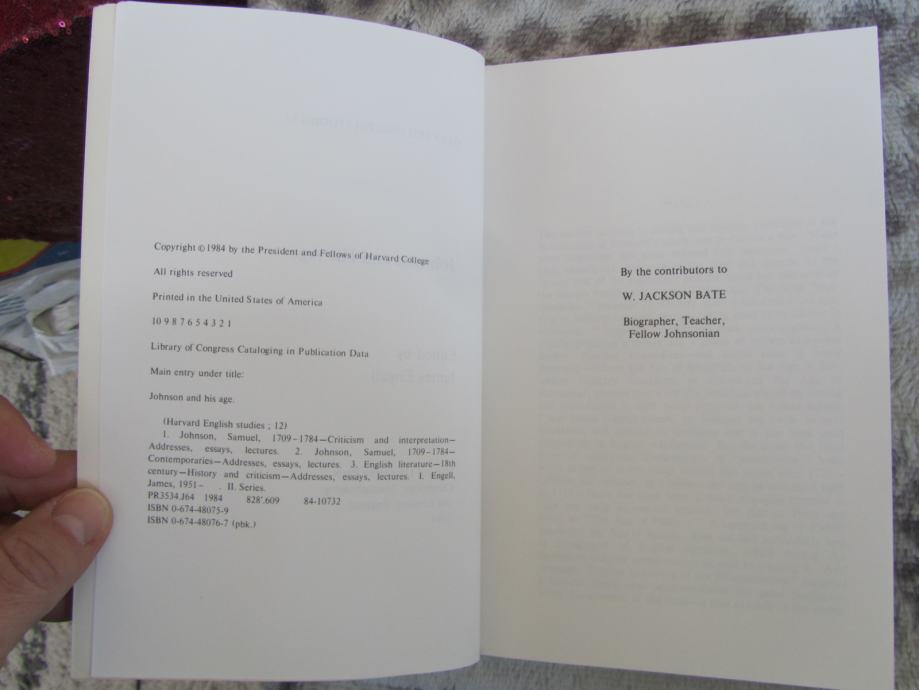 Copyright © 1984 by the President and Fellows of Harvard College
All rights reserved
Printed in the United States of America
10 9 8 7 6 5 4 3 2 1
Library of Congress Cataloging in Publication Data
Main entry under title:
Johnson and his age.
(Harvard English studies ; 12)
1. Johnson, Samuel, 1709–1784—Criticism and interpretation—
Addresses, essays, lectures. 2. Johnson, Samuel, 1709–1784—
Contemporaries—Addresses, essays, lectures. 3. English literature—18th
century—History and criticism—Addresses, essays, lectures. I. Engell,
James, 1951– . II. Series.
PR3534.J64 1984 828'.609 84-10732
ISBN 0-674-48075-9
ISBN 0-674-48076-7 (pbk.)
By the contributors to
W. JACKSON BATE
Biographer, Teacher,
Fellow Johnsonian